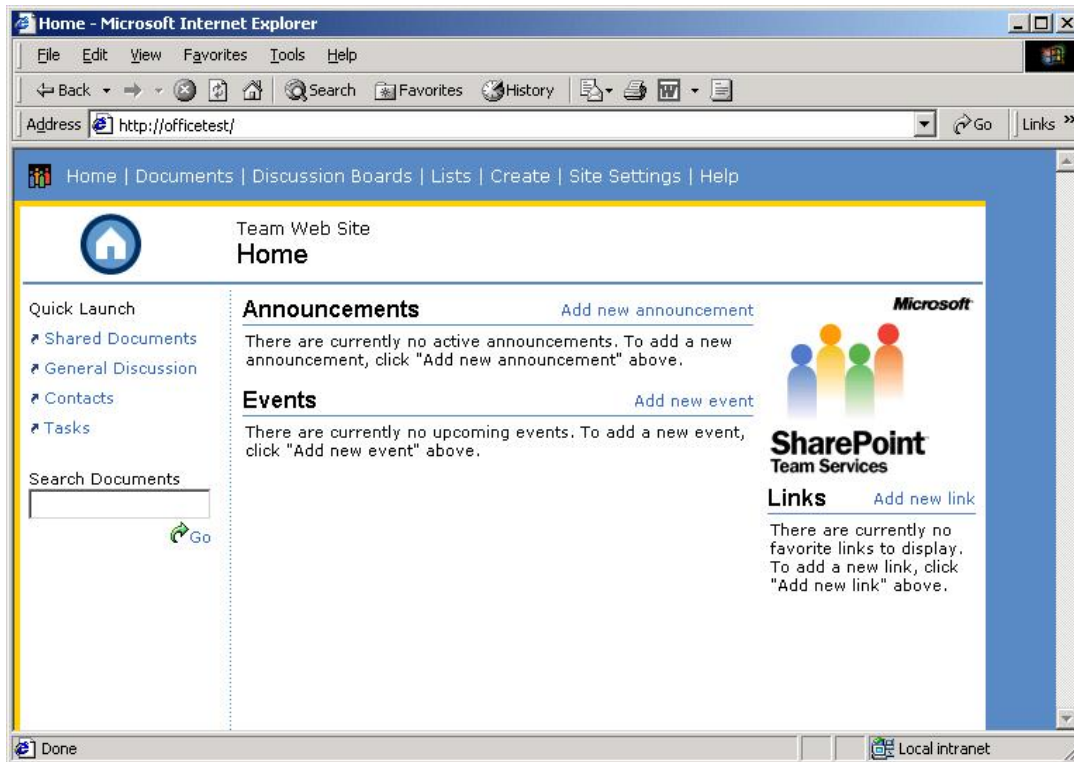 Home - Microsoft Internet Explorer
File Edit View Favorites Tools Help
Back Search Favorites History
Address http://officetest/ Go Links »
Home | Documents | Discussion Boards | Lists | Create | Site Settings | Help
Team Web Site
Home
Quick Launch
Shared Documents
General Discussion
Contacts
Tasks
Search Documents
Go
Announcements Add new announcement
There are currently no active announcements. To add a new
announcement, click "Add new announcement" above.
Events Add new event
There are currently no upcoming events. To add a new event,
click "Add new event" above.
Microsoft
SharePoint
Team Services
Links Add new link
There are currently no
favorite links to display.
To add a new link, click
"Add new link" above.
Done Local intranet